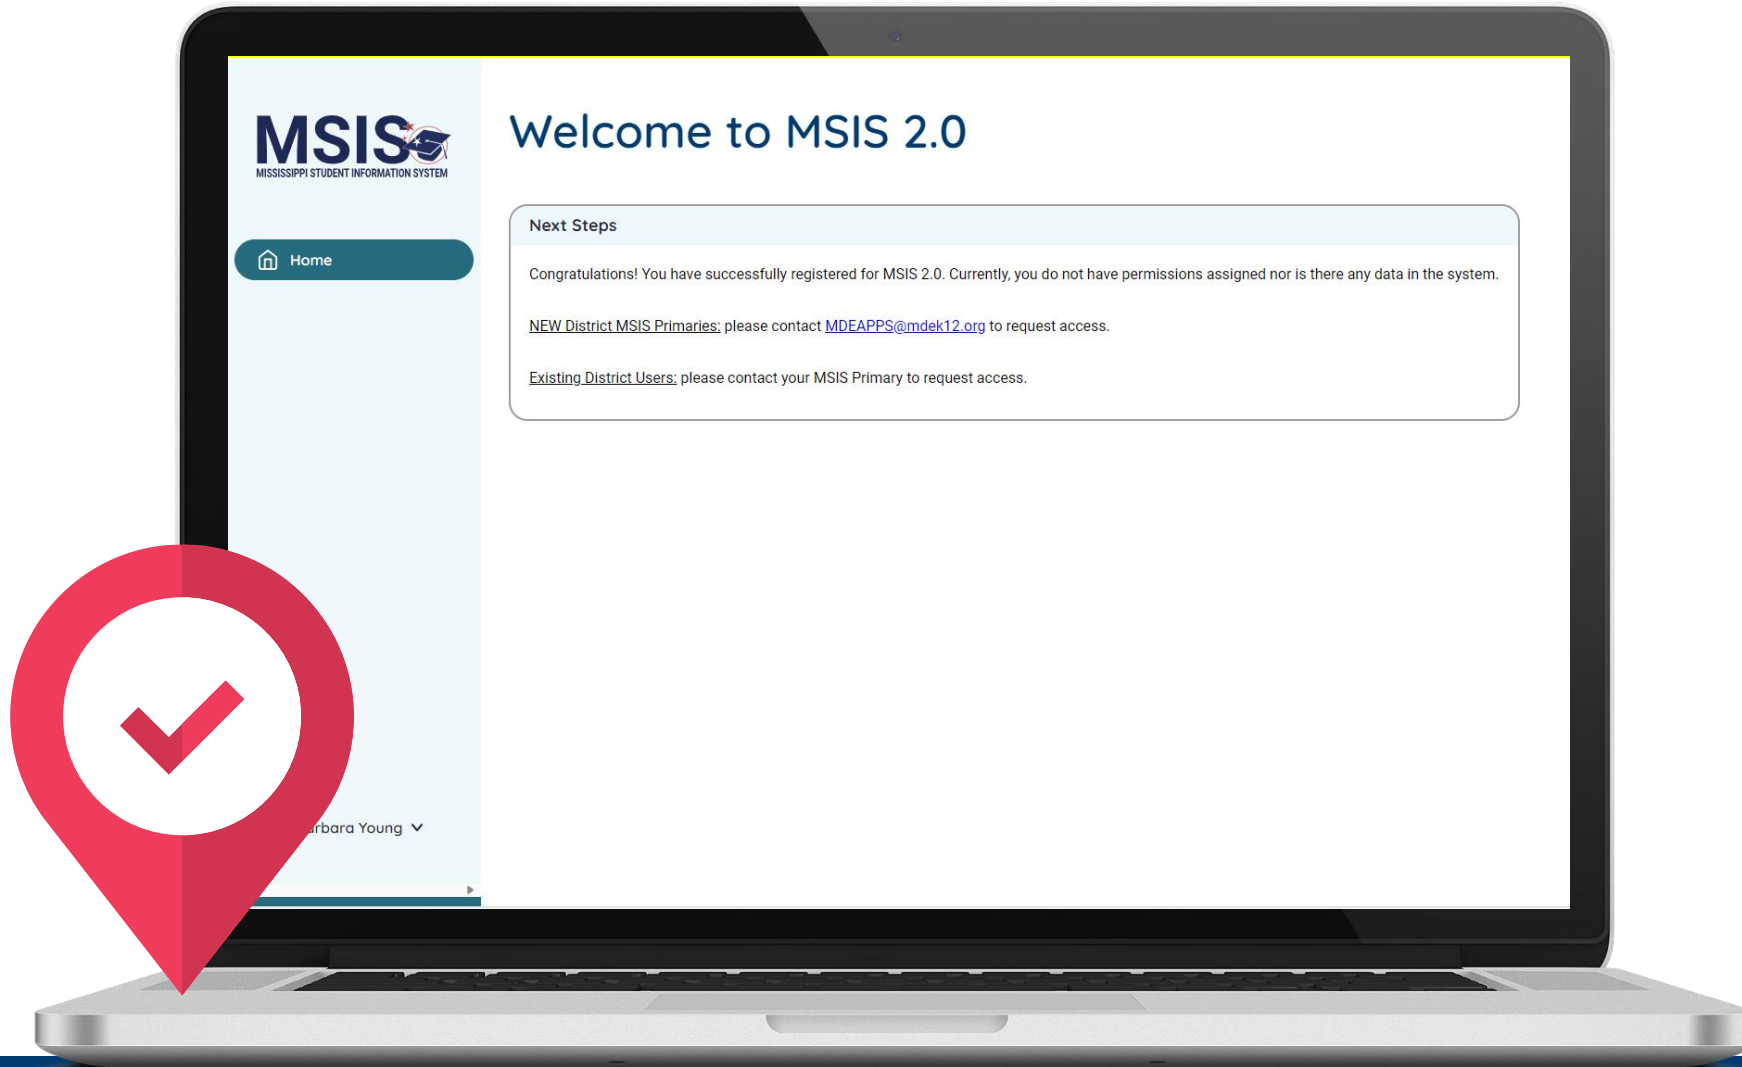 MSIS
MISSISSIPPI STUDENT INFORMATION SYSTEM
Home
Welcome to MSIS 2.0
Next Steps
Congratulations! You have successfully registered for MSIS 2.0. Currently, you do not have permissions assigned nor is there any data in the system.
NEW District MSIS Primaries: please contact MDEAPPS@mdek12.org to request access.
Existing District Users: please contact your MSIS Primary to request access.
rbara Young